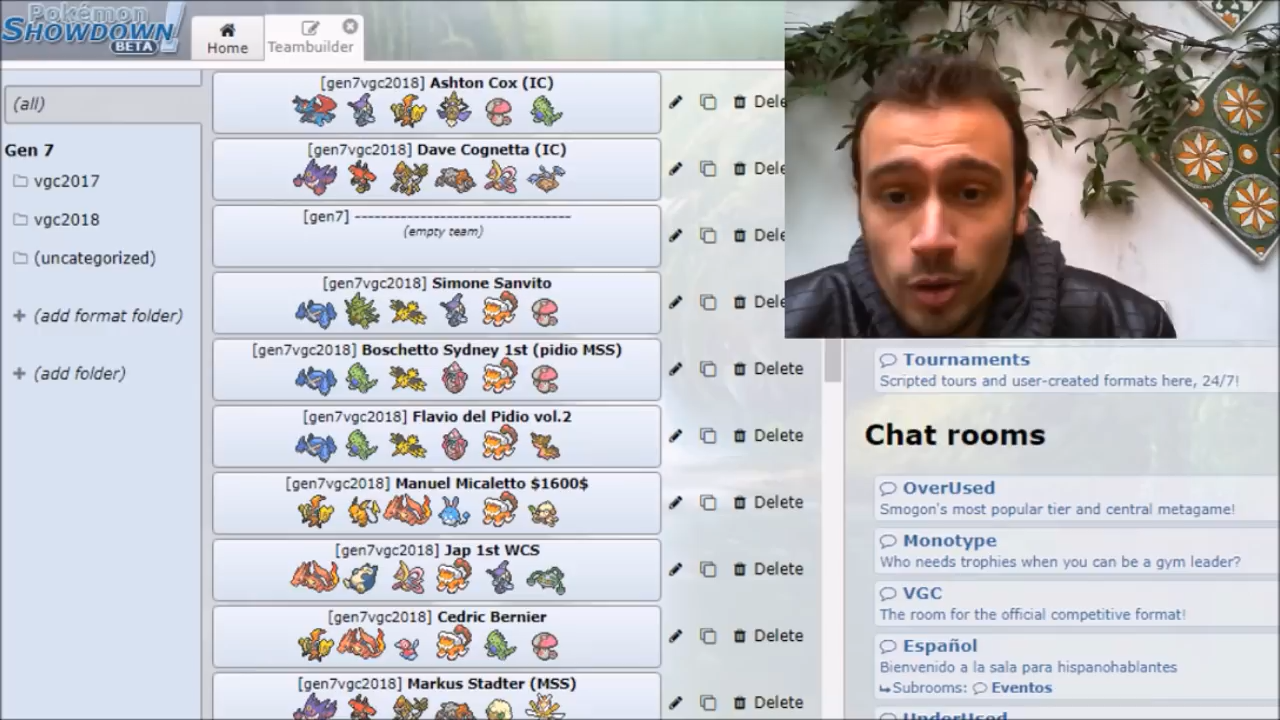 Pokémon
SHOWDOWN!
BETA
Home
Teambuilder
(all)
Gen 7
vgc2017
vgc2018
(uncategorized)
+ (add format folder)
+ (add folder)
[gen7vgc2018] Ashton Cox (IC)
Dele
[gen7vgc2018] Dave Cognetta (IC)
Dele
[gen7] ---------------------------------
(empty team)
Dele
[gen7vgc2018] Simone Sanvito
Dele
[gen7vgc2018] Boschetto Sydney 1st (pidio MSS)
Delete
[gen7vgc2018] Flavio del Pidio vol.2
Delete
[gen7vgc2018] Manuel Micaletto $1600$
Delete
[gen7vgc2018] Jap 1st WCS
Delete
[gen7vgc2018] Cedric Bernier
Delete
[gen7vgc2018] Markus Stadter (MSS)
Delete
Tournaments
Scripted tours and user-created formats here, 24/7!
Chat rooms
OverUsed
Smogon's most popular tier and central metagame!
Monotype
Who needs trophies when you can be a gym leader?
VGC
The room for the official competitive format!
Español
Bienvenido a la sala para hispanohablantes
↳Subrooms: Eventos
UnderUsed